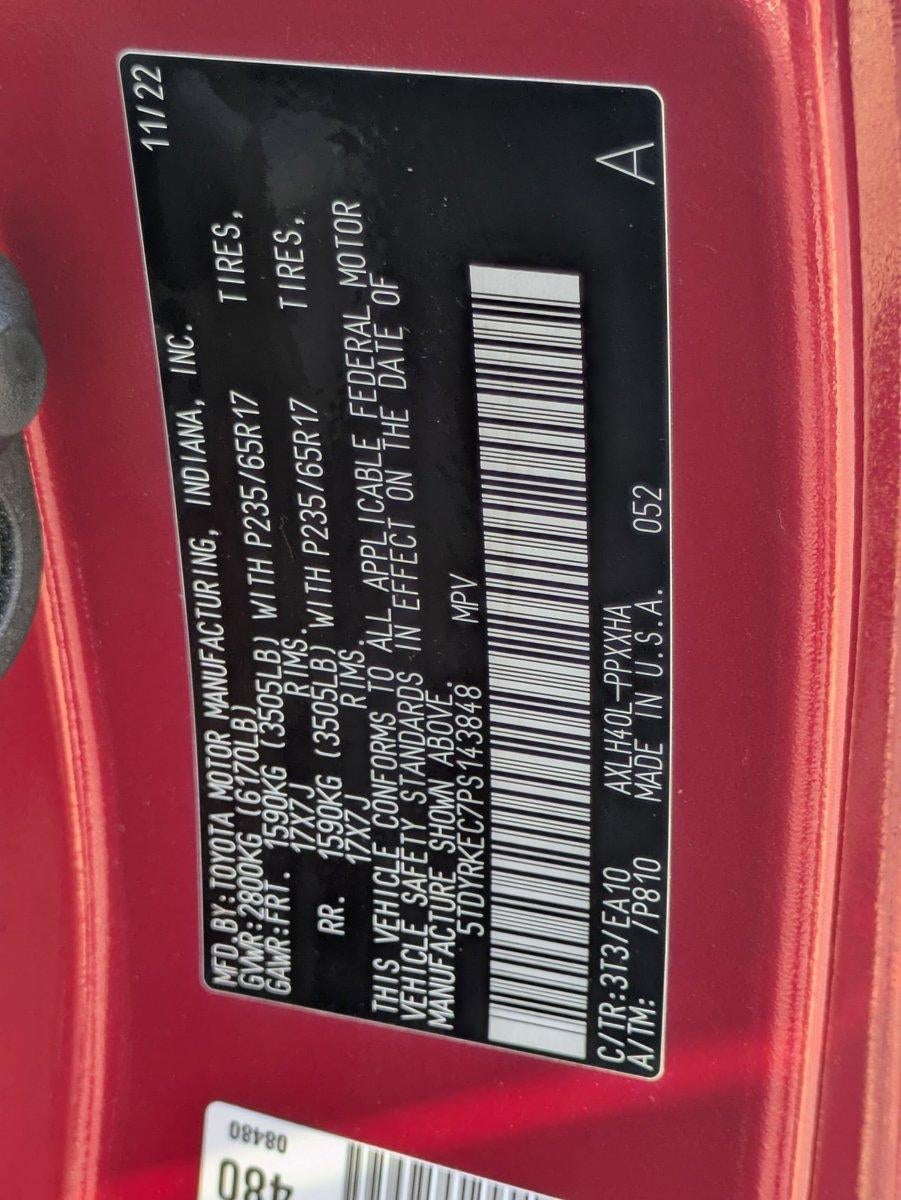 MFD.BY:TOYOTA MOTOR MANUFACTURING, INDIANA, INC. 11/22
GVWR:2800KG (6170LB)
GAWR:FRT. 1590KG (3505LB) WITH P235/65R17 TIRES,
17X7J RIMS.
RR. 1590KG (3505LB) WITH P235/65R17 TIRES,
17X7J RIMS.
THIS VEHICLE CONFORMS TO ALL APPLICABLE FEDERAL MOTOR
VEHICLE SAFETY STANDARDS IN EFFECT ON THE DATE OF
MANUFACTURE SHOWN ABOVE.
5TDYRKEC7PS143848 MPV
C/TR:3T3/EA10 AXLH40L-PPXXHA
A/TM: /P810 MADE IN U.S.A. 052 A
08480
480